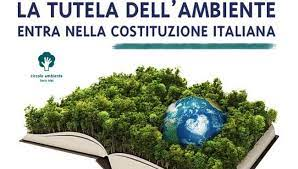 LA TUTELA DELL'AMBIENTE
ENTRA NELLA COSTITUZIONE ITALIANA
circolo ambiente